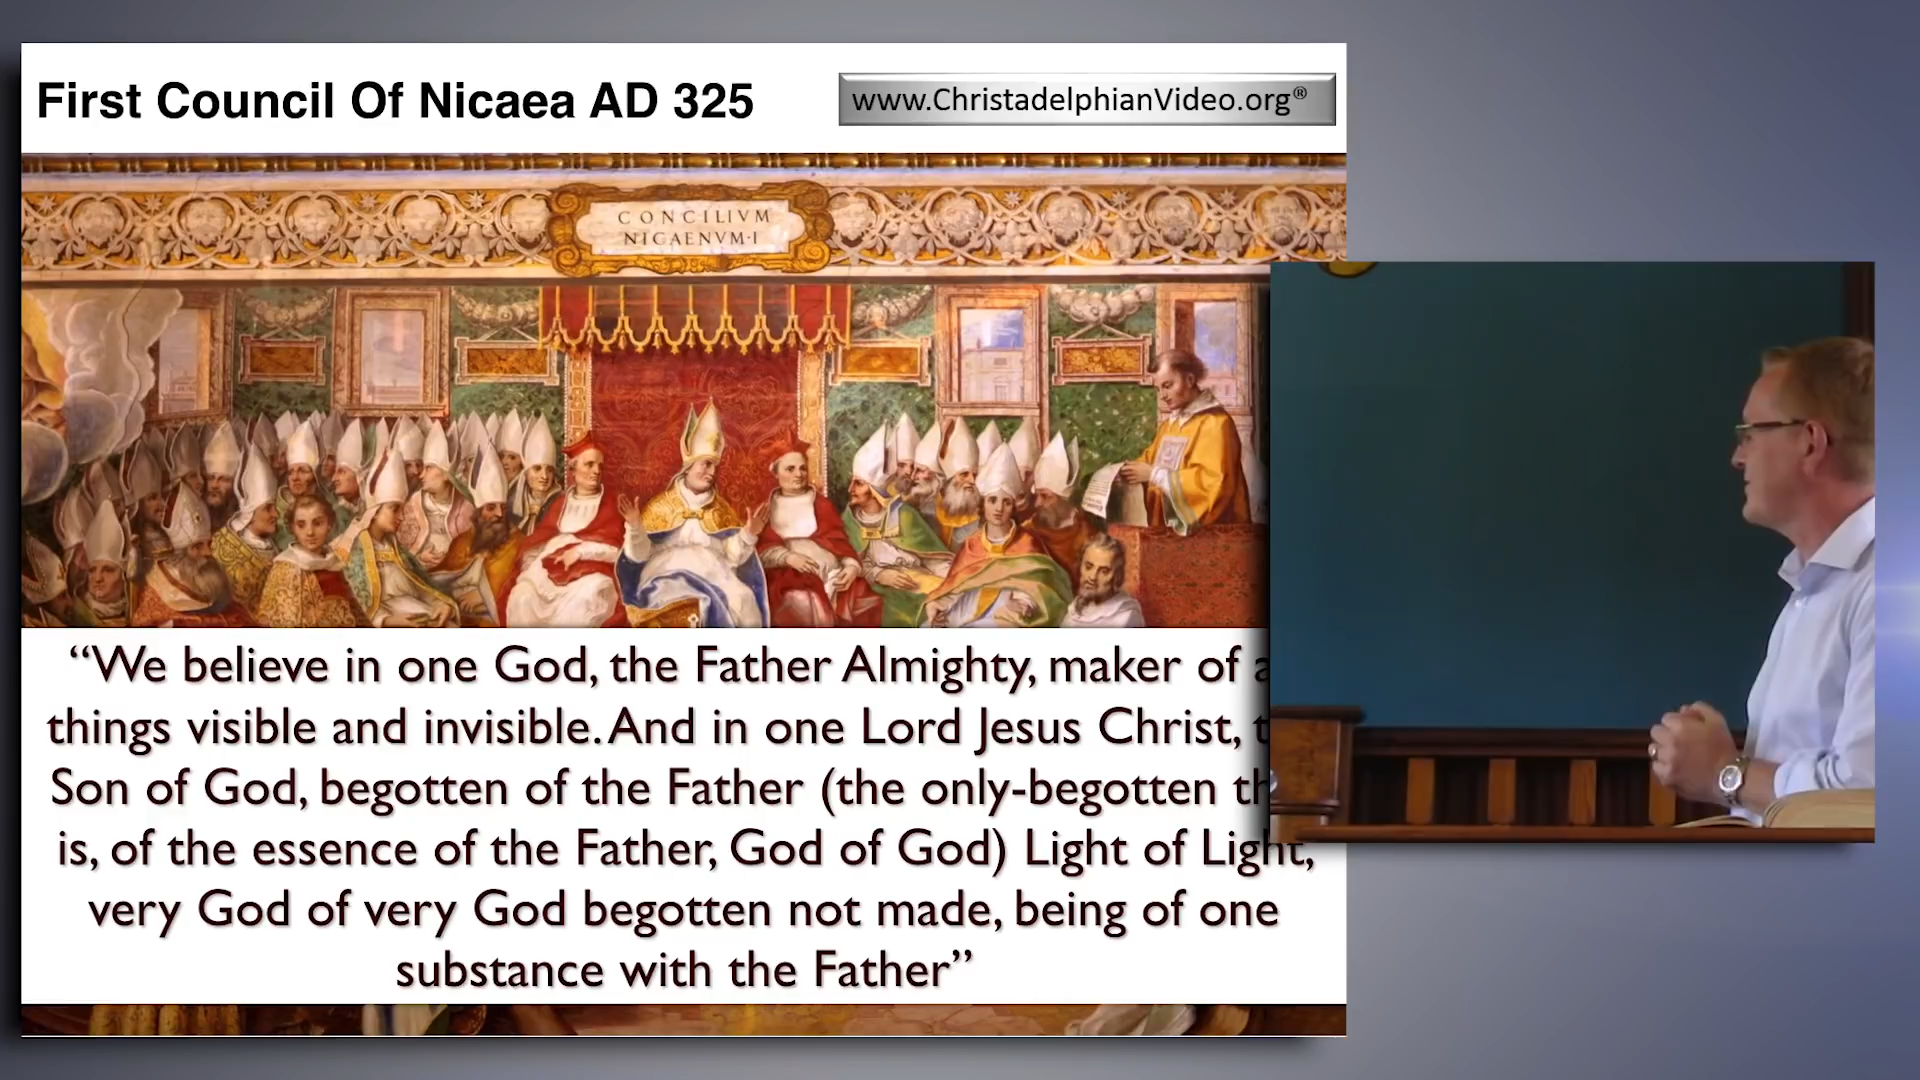 First Council Of Nicaea AD 325
www.ChristadelphianVideo.org®
CONCILIVM
NICAENVM·I
“We believe in one God, the Father Almighty, maker of
things visible and invisible. And in one Lord Jesus Christ,
Son of God, begotten of the Father (the only-begotten
is, of the essence of the Father, God of God) Light of Light,
very God of very God begotten not made, being of one
substance with the Father”